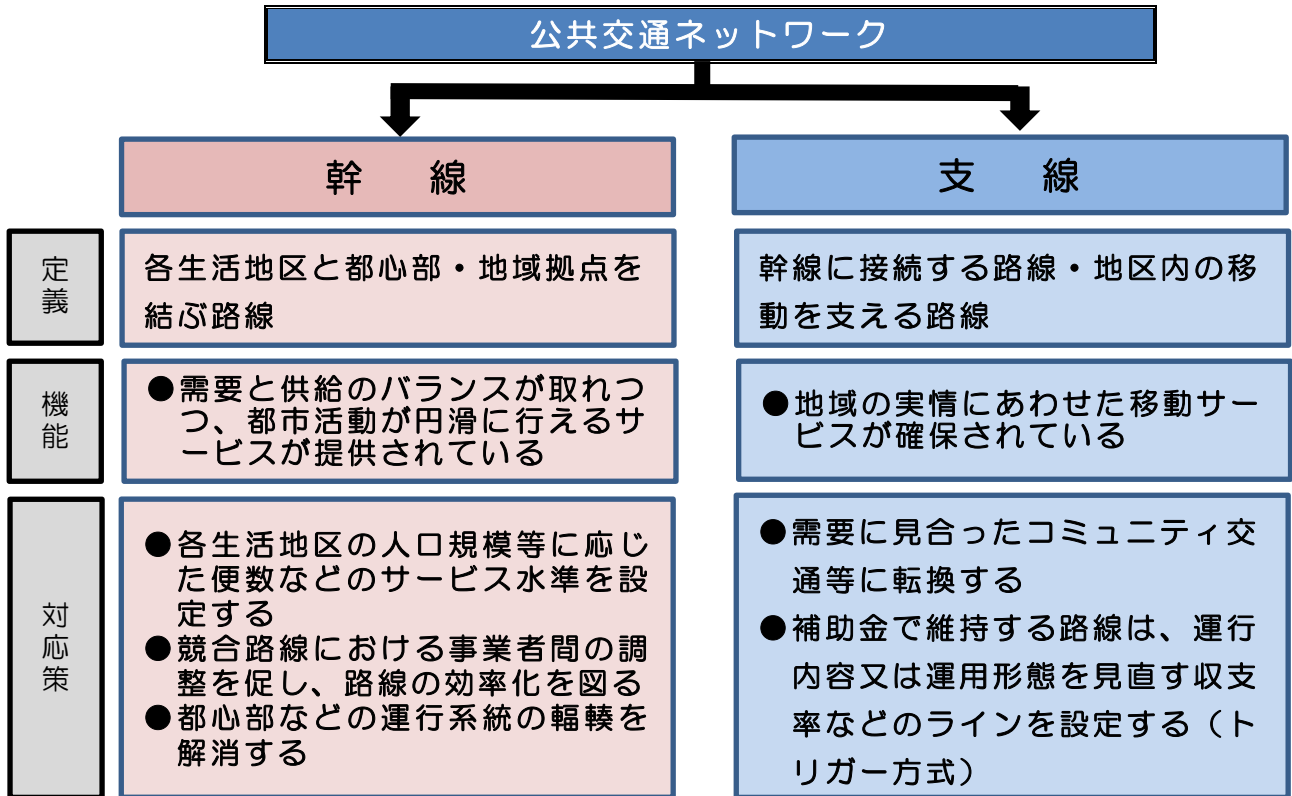 公共交通ネットワーク
幹　線
支　線
定義
各生活地区と都心部・地域拠点を
結ぶ路線
幹線に接続する路線・地区内の移
動を支える路線
機能
●需要と供給のバランスが取れつ
つ、都市活動が円滑に行えるサ
ービスが提供されている
●地域の実情にあわせた移動サー
ビスが確保されている
対応策
●各生活地区の人口規模等に応じ
た便数などのサービス水準を設
定する
●競合路線における事業者間の調
整を促し、路線の効率化を図る
●都心部などの運行系統の輻輳を
解消する
●需要に見合ったコミュニティ交
通等に転換する
●補助金で維持する路線は、運行
内容又は運用形態を見直す収支
率などのラインを設定する（ト
リガー方式）